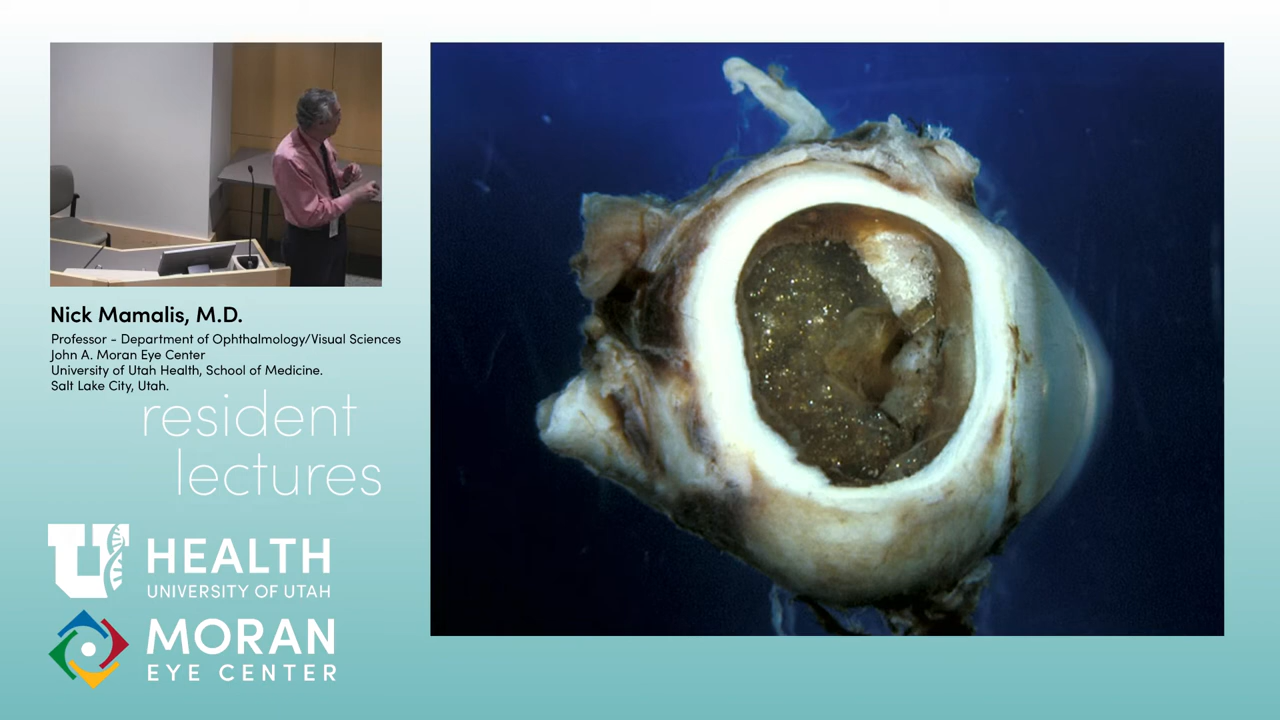 Nick Mamalis, M.D.
Professor - Department of Ophthalmology/Visual Sciences
John A. Moran Eye Center
University of Utah Health, School of Medicine.
Salt Lake City, Utah.
resident
lectures
U HEALTH
UNIVERSITY OF UTAH
MORAN
EYE CENTER